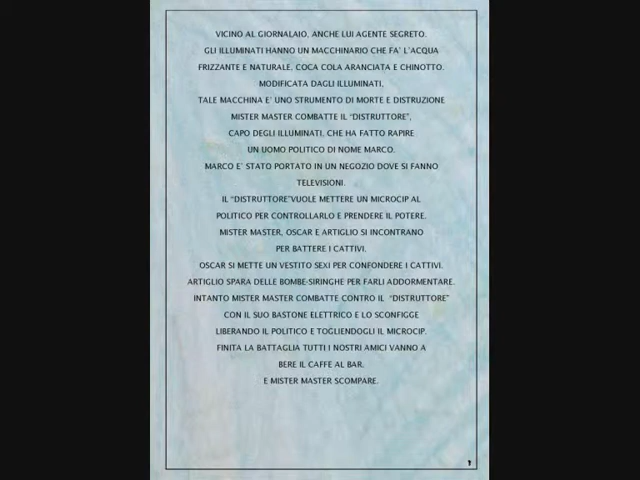 VICINO AL GIORNALAIO, ANCHE LUI AGENTE SEGRETO.
GLI ILLUMINATI HANNO UN MACCHINARIO CHE FA' L'ACQUA
FRIZZANTE E NATURALE, COCA COLA ARANCIATA E CHINOTTO.
MODIFICATA DAGLI ILLUMINATI,
TALE MACCHINA E' UNO STRUMENTO DI MORTE E DISTRUZIONE
MISTER MASTER COMBATTE IL "DISTRUTTORE",
CAPO DEGLI ILLUMINATI, CHE HA FATTO RAPIRE
UN UOMO POLITICO DI NOME MARCO.
MARCO E' STATO PORTATO IN UN NEGOZIO DOVE SI FANNO
TELEVISIONI.
IL "DISTRUTTORE"VUOLE METTERE UN MICROCIP AL
POLITICO PER CONTROLLARLO E PRENDERE IL POTERE.
MISTER MASTER, OSCAR E ARTIGLIO SI INCONTRANO
PER BATTERE I CATTIVI.
OSCAR SI METTE UN VESTITO SEXI PER CONFONDERE I CATTIVI.
ARTIGLIO SPARA DELLE BOMBE-SIRINGHE PER FARLI ADDORMENTARE.
INTANTO MISTER MASTER COMBATTE CONTRO IL "DISTRUTTORE"
CON IL SUO BASTONE ELETTRICO E LO SCONFIGGE
LIBERANDO IL POLITICO E TOGLIENDOGLI IL MICROCIP.
FINITA LA BATTAGLIA TUTTI I NOSTRI AMICI VANNO A
BERE IL CAFFE AL BAR.
E MISTER MASTER SCOMPARE.